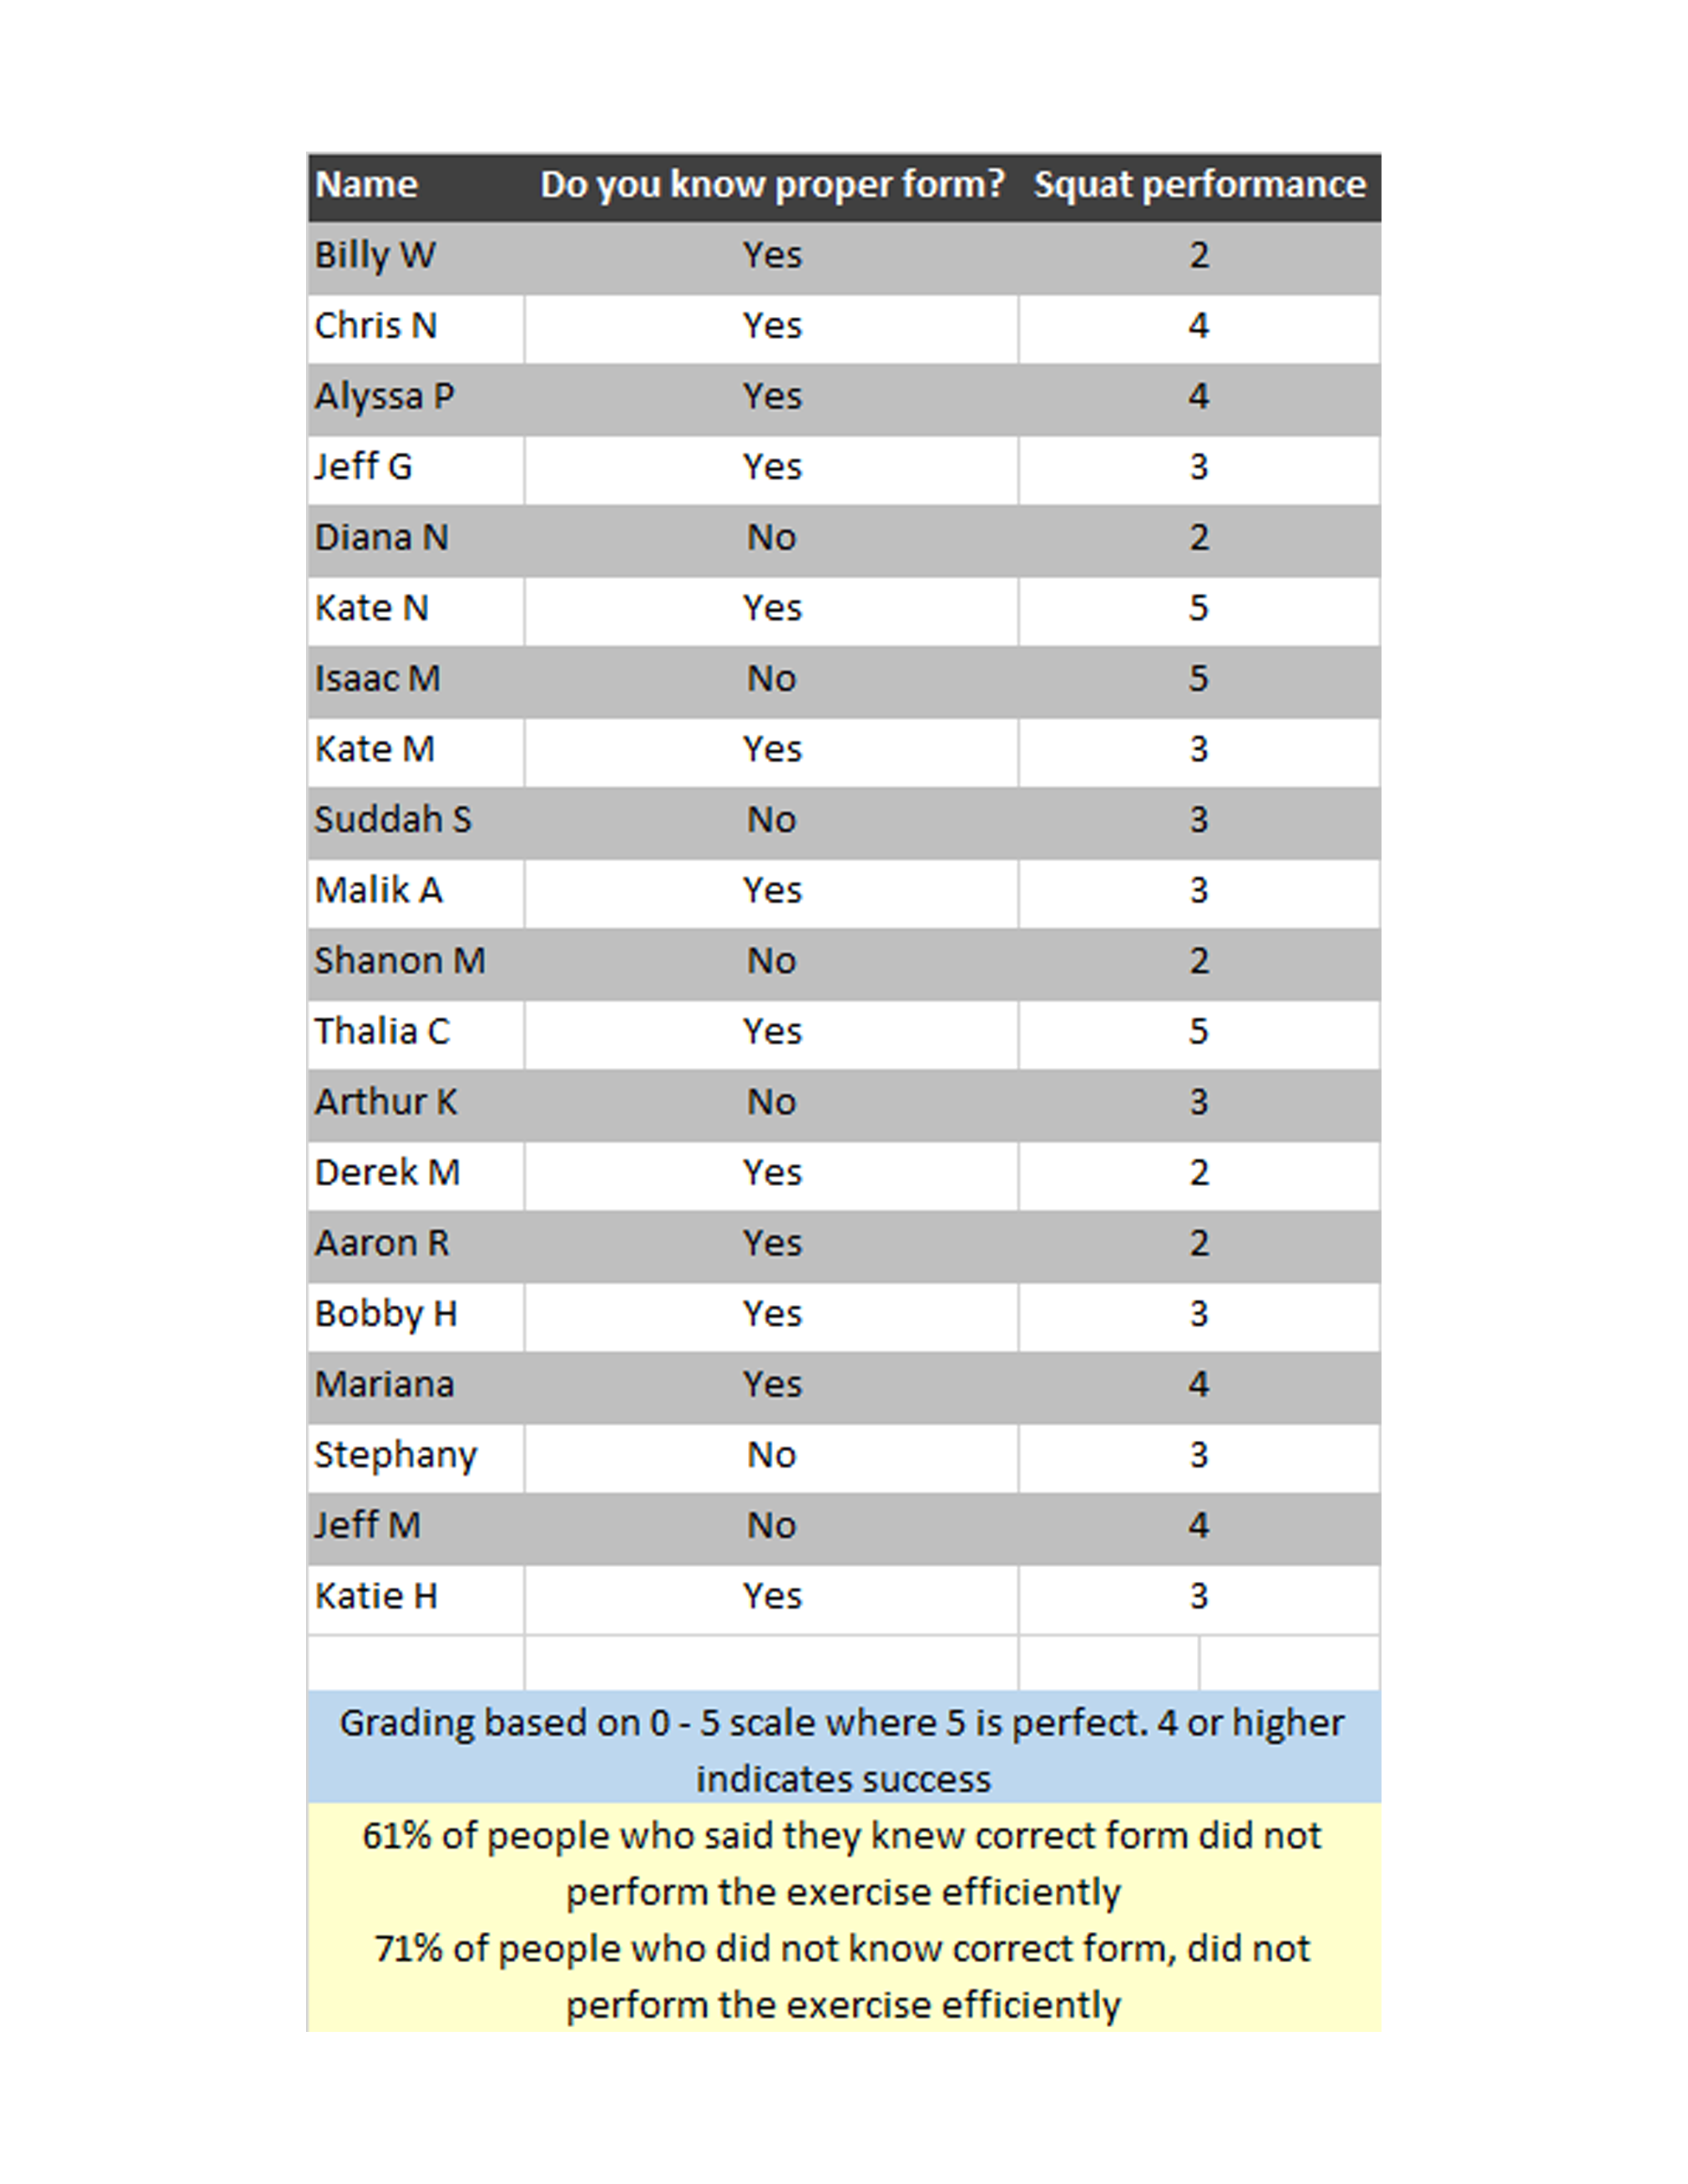 Name Do you know proper form? Squat performance
Billy W Yes 2
Chris N Yes 4
Alyssa P Yes 4
Jeff G Yes 3
Diana N No 2
Kate N Yes 5
Isaac M No 5
Kate M Yes 3
Suddah S No 3
Malik A Yes 3
Shanon M No 2
Thalia C Yes 5
Arthur K No 3
Derek M Yes 2
Aaron R Yes 2
Bobby H Yes 3
Mariana Yes 4
Stephany No 3
Jeff M No 4
Katie H Yes 3
Grading based on 0 - 5 scale where 5 is perfect. 4 or higher
indicates success
61% of people who said they knew correct form did not
perform the exercise efficiently
71% of people who did not know correct form, did not
perform the exercise efficiently